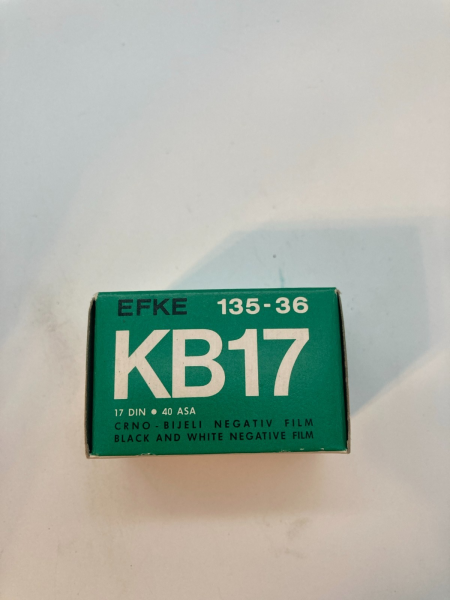 EFKE 135-36
KB17
17 DIN • 40 ASA
CRNO-BIJELI NEGATIV FILM
BLACK AND WHITE NEGATIVE FILM